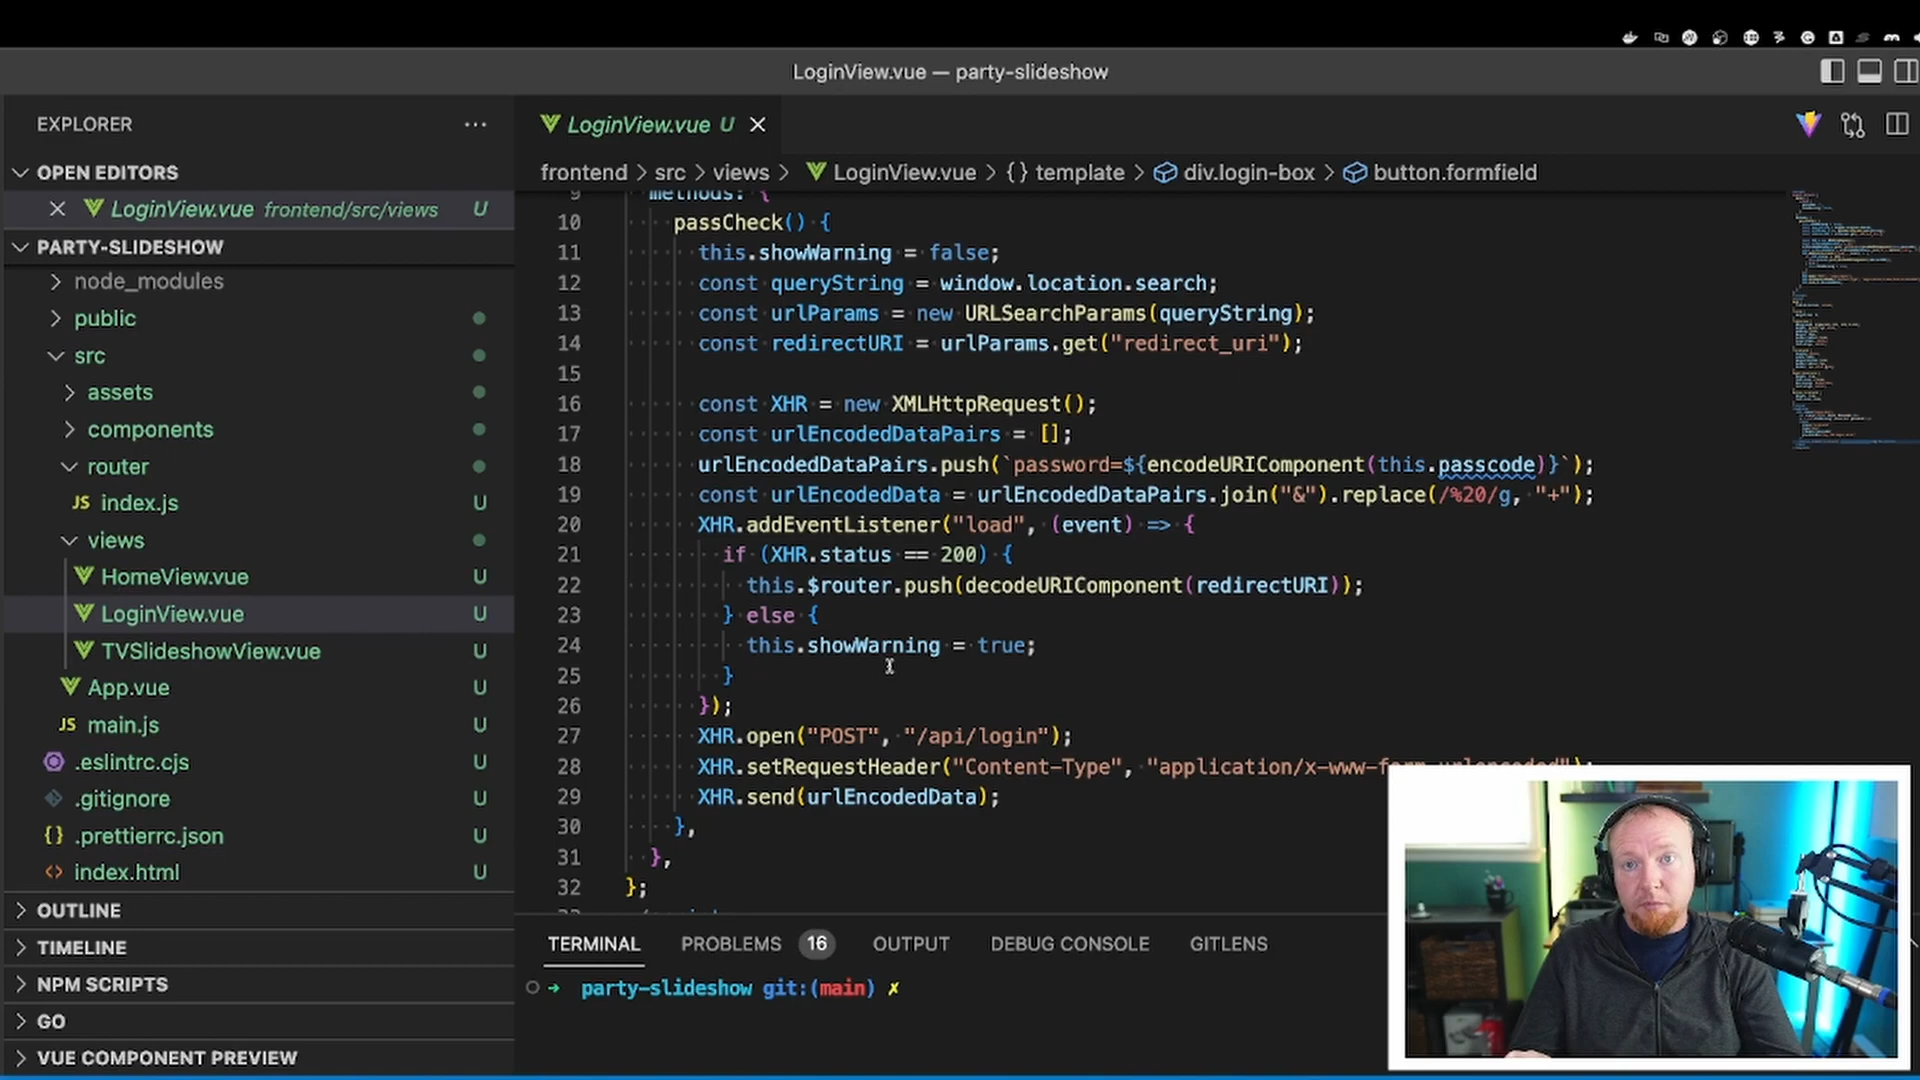 LoginView.vue — party-slideshow
EXPLORER
OPEN EDITORS
LoginView.vue frontend/src/views U
PARTY-SLIDESHOW
node_modules
public
src
assets
components
router
JS index.js U
views
HomeView.vue U
LoginView.vue U
TVSlideshowView.vue U
App.vue U
JS main.js U
.eslintrc.cjs U
.gitignore U
{} .prettierrc.json U
<> index.html U
OUTLINE
TIMELINE
NPM SCRIPTS
GO
VUE COMPONENT PREVIEW
LoginView.vue U
frontend > src > views > LoginView.vue > {} template > div.login-box > button.formfield
9 methods: {
10 passCheck() {
11 this.showWarning = false;
12 const queryString = window.location.search;
13 const urlParams = new URLSearchParams(queryString);
14 const redirectURI = urlParams.get("redirect_uri");
15
16 const XHR = new XMLHttpRequest();
17 const urlEncodedDataPairs = [];
18 urlEncodedDataPairs.push(`password=${encodeURIComponent(this.passcode)}`);
19 const urlEncodedData = urlEncodedDataPairs.join("&").replace(/%20/g, "+");
20 XHR.addEventListener("load", (event) => {
21 if (XHR.status == 200) {
22 this.$router.push(decodeURIComponent(redirectURI));
23 } else {
24 this.showWarning = true;
25 }
26 });
27 XHR.open("POST", "/api/login");
28 XHR.setRequestHeader("Content-Type", "application/x-www-form-urlencoded");
29 XHR.send(urlEncodedData);
30 },
31 },
32 };
TERMINAL PROBLEMS 16 OUTPUT DEBUG CONSOLE GITLENS
➜ party-slideshow git:(main) ✗